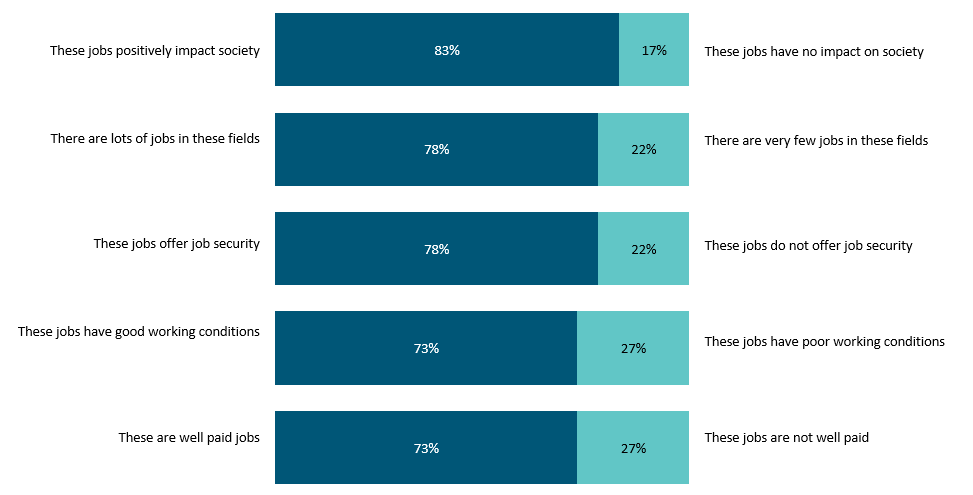 These jobs positively impact society
83%
17%
These jobs have no impact on society
There are lots of jobs in these fields
78%
22%
There are very few jobs in these fields
These jobs offer job security
78%
22%
These jobs do not offer job security
These jobs have good working conditions
73%
27%
These jobs have poor working conditions
These are well paid jobs
73%
27%
These jobs are not well paid